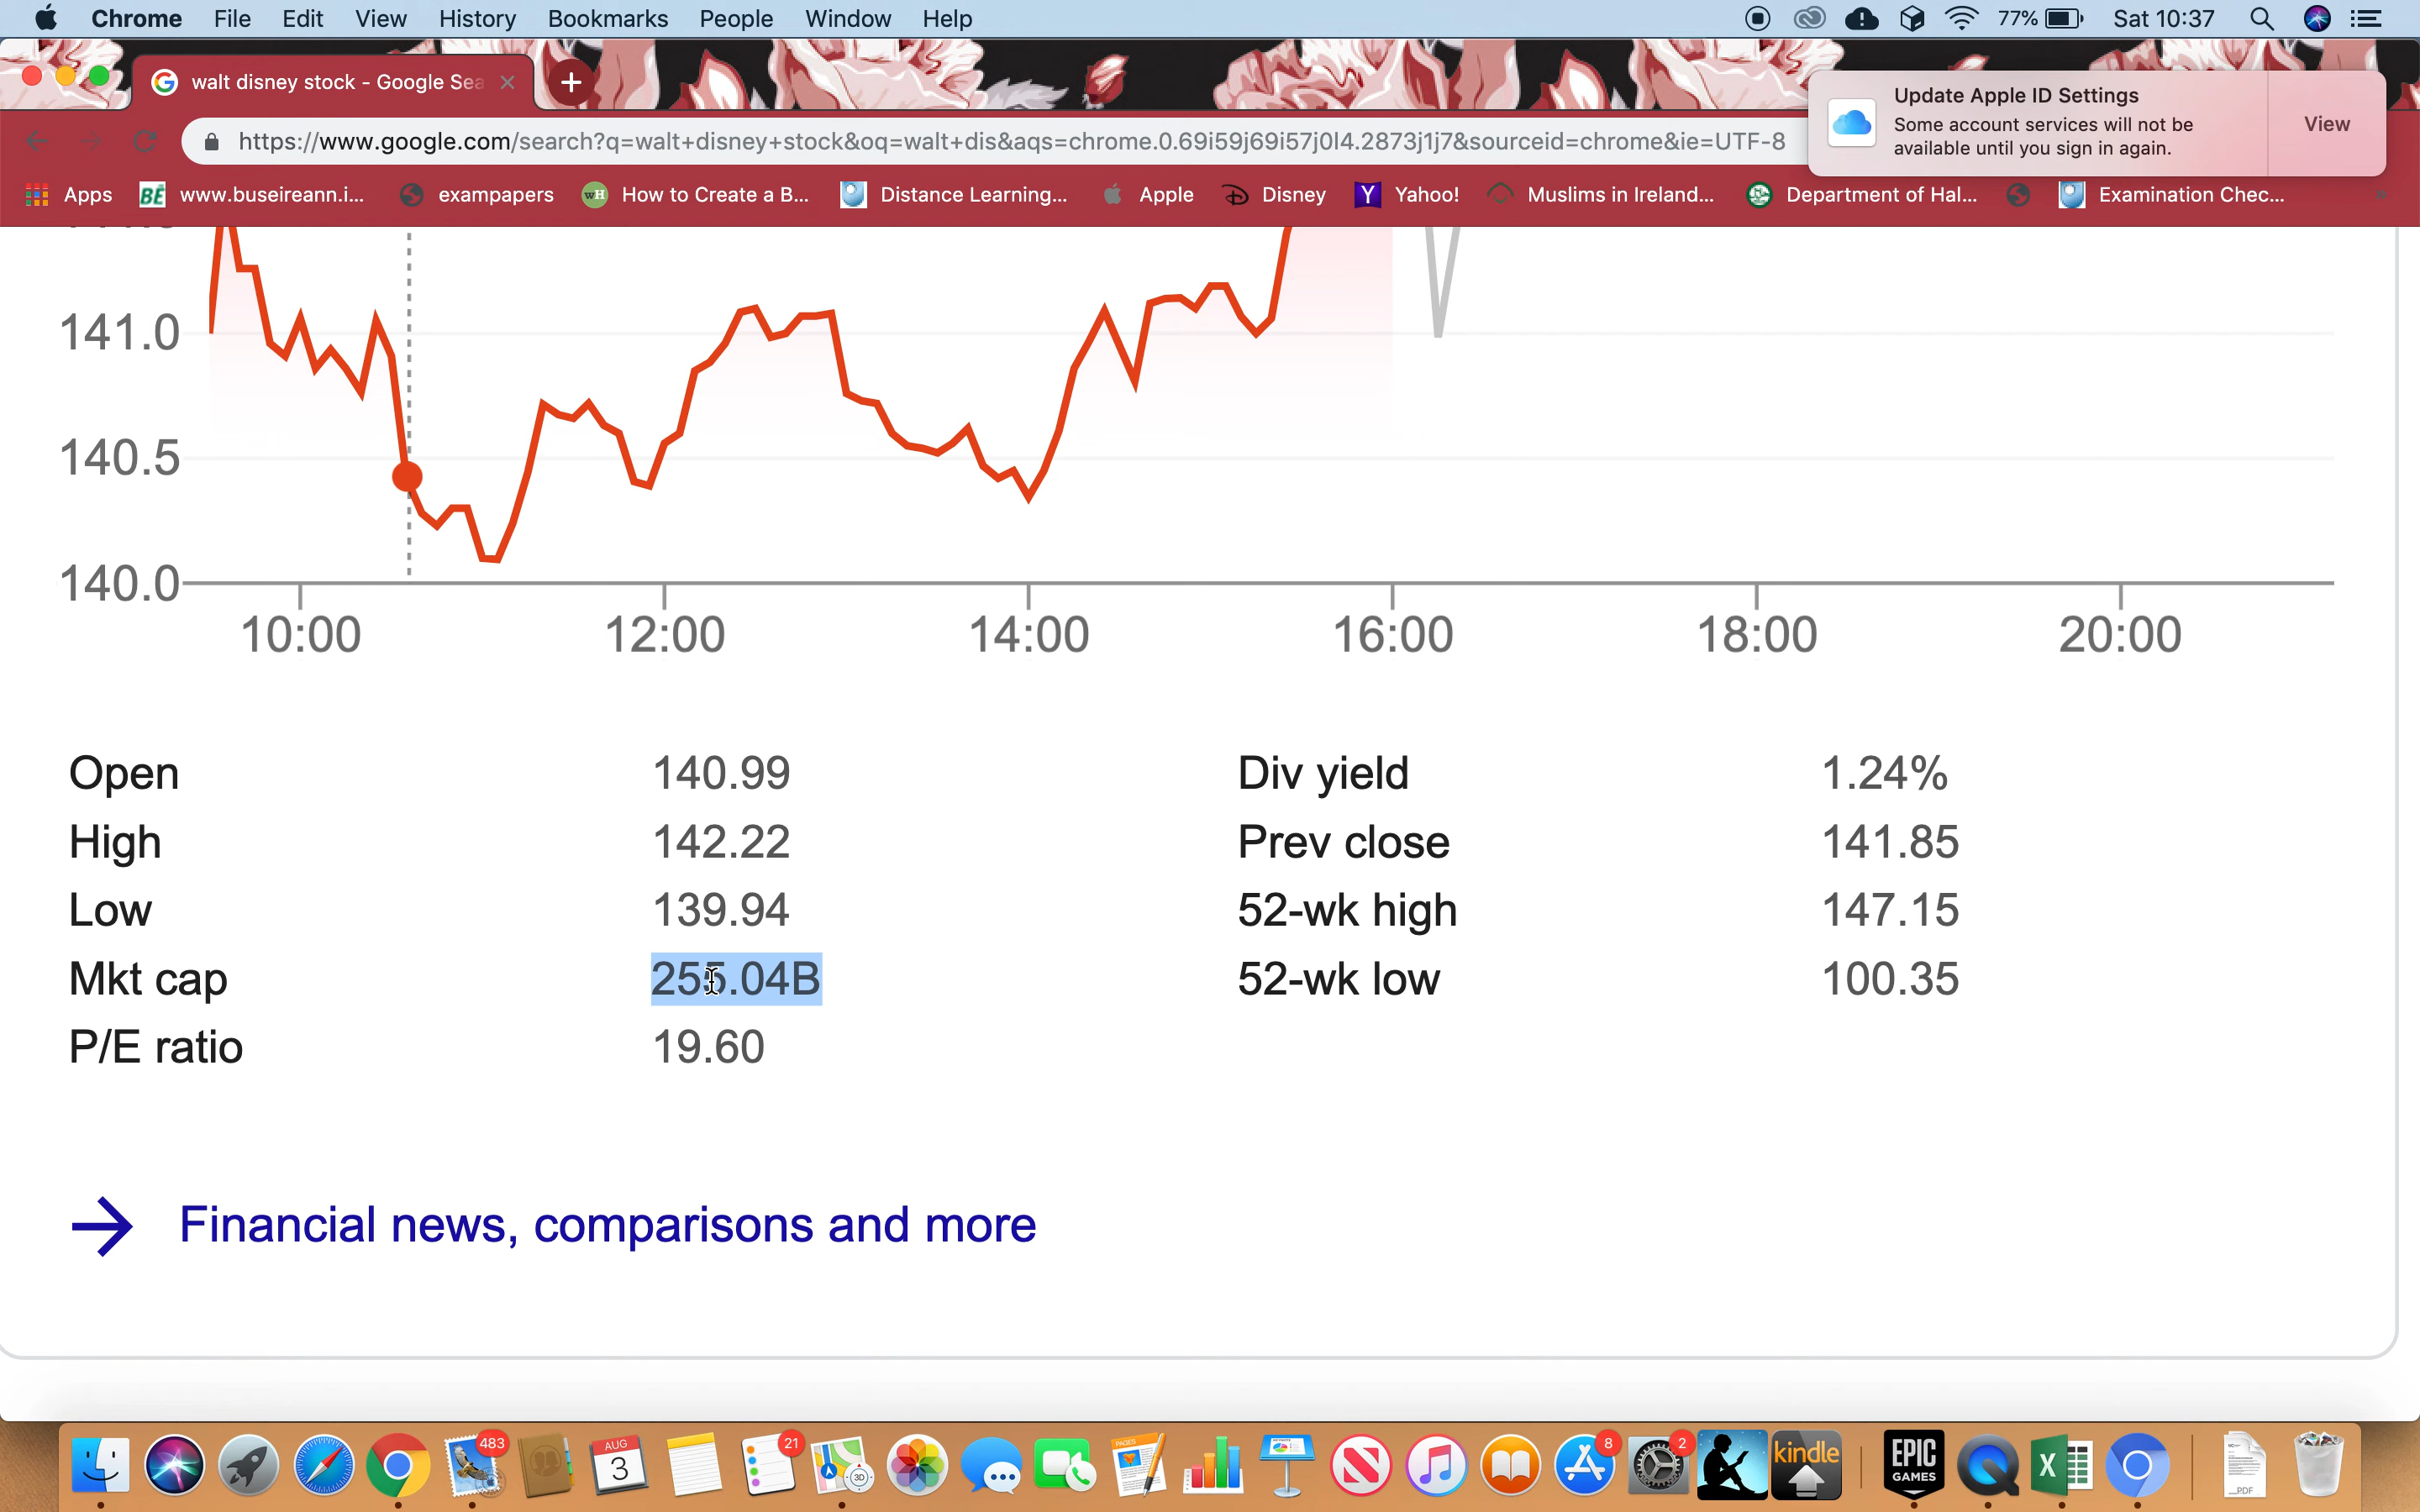 Chrome File Edit View History Bookmarks People Window Help 77% Sat 10:37
walt disney stock - Google Sea
Update Apple ID Settings
Some account services will not be
available until you sign in again.
View
https://www.google.com/search?q=walt+disney+stock&oq=walt+dis&aqs=chrome.0.69i59j69i57j0l4.2873j1j7&sourceid=chrome&ie=UTF-8
Apps BÉ www.buseireann.i... exampapers wH How to Create a B... Distance Learning... Apple Disney Y Yahoo! Muslims in Ireland... Department of Hal... Examination Chec...
141.0
140.5
140.0
10:00 12:00 14:00 16:00 18:00 20:00
Open 140.99 Div yield 1.24%
High 142.22 Prev close 141.85
Low 139.94 52-wk high 147.15
Mkt cap 255.04B 52-wk low 100.35
P/E ratio 19.60
→ Financial news, comparisons and more
483 AUG 3 21 3D PAGES 8 2 kindle EPIC GAMES X PDF